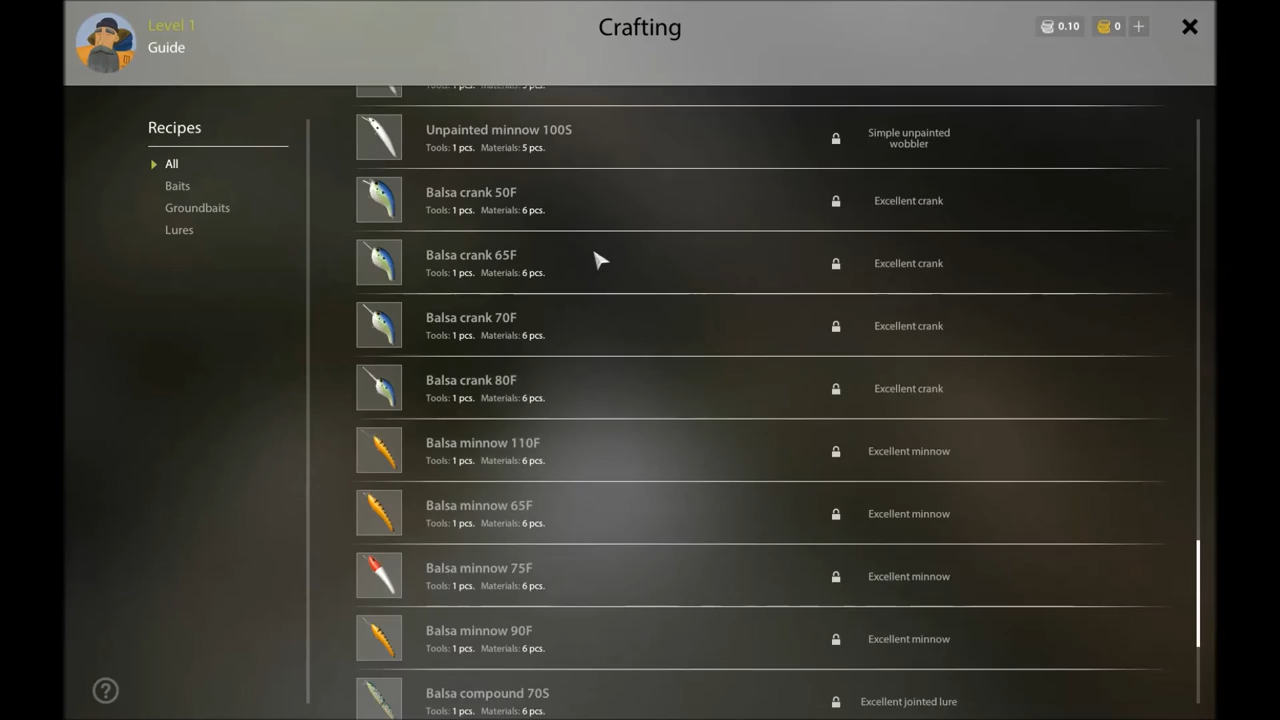 Level 1
Guide
Crafting
0.10
0
Recipes
All
Baits
Groundbaits
Lures
Tools: 1 pcs. Materials: 5 pcs.
Unpainted minnow 100S
Tools: 1 pcs. Materials: 5 pcs.
Simple unpainted
wobbler
Balsa crank 50F
Tools: 1 pcs. Materials: 6 pcs.
Excellent crank
Balsa crank 65F
Tools: 1 pcs. Materials: 6 pcs.
Excellent crank
Balsa crank 70F
Tools: 1 pcs. Materials: 6 pcs.
Excellent crank
Balsa crank 80F
Tools: 1 pcs. Materials: 6 pcs.
Excellent crank
Balsa minnow 110F
Tools: 1 pcs. Materials: 6 pcs.
Excellent minnow
Balsa minnow 65F
Tools: 1 pcs. Materials: 6 pcs.
Excellent minnow
Balsa minnow 75F
Tools: 1 pcs. Materials: 6 pcs.
Excellent minnow
Balsa minnow 90F
Tools: 1 pcs. Materials: 6 pcs.
Excellent minnow
Balsa compound 70S
Tools: 1 pcs. Materials: 6 pcs.
Excellent jointed lure
?